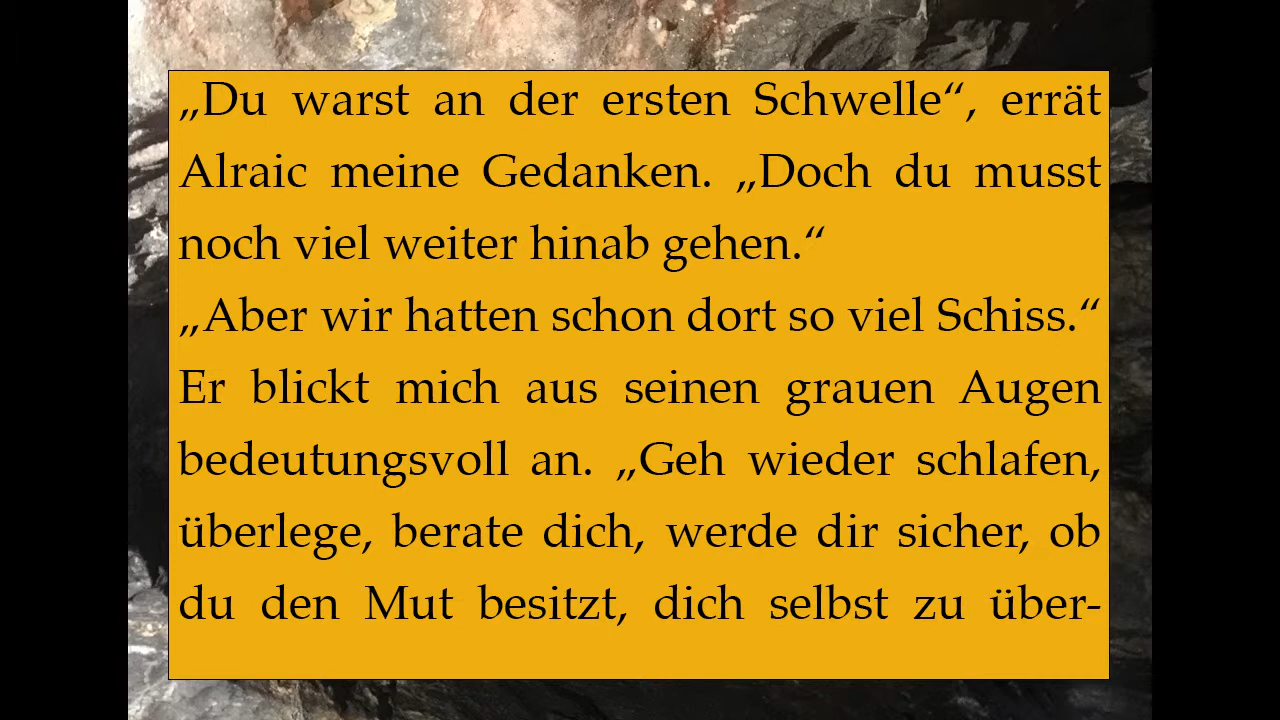 „Du warst an der ersten Schwelle“, errät
Alraic meine Gedanken. „Doch du musst
noch viel weiter hinab gehen.“
„Aber wir hatten schon dort so viel Schiss.“
Er blickt mich aus seinen grauen Augen
bedeutungsvoll an. „Geh wieder schlafen,
überlege, berate dich, werde dir sicher, ob
du den Mut besitzt, dich selbst zu über-